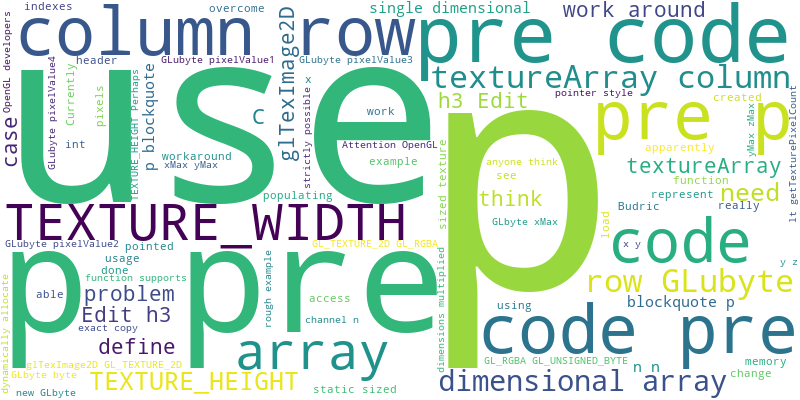 indexes
overcome
column
row
glTexImage2D
single dimensional
work around
pre code
OpenGL developers
case
header
GLubyte pixelValue1
GLubyte pixelValue3
GLubyte pixelValue4
Currently
pixels
TEXTURE_HEIGHT Perhaps
p blockquote
use
C
strictly possible x
work
int
workaround
xMax yMax
Attention OpenGL
example
populating
textureArray column
h3 Edit
pointer style
created
pre p
yMax zMax
lt getTexturePixelCount
p
anyone think
see
think
apparently
textureArray
function
represent
need
Budric
really
GLbyte xMax
load
sized texture
TEXTURE_WIDTH
GLubyte pixelValue2
pointed
usage
done
GL_TEXTURE_2D GL_RGBA
code
x y
y z
p pre
function supports
rough example
access
row GLubyte
able
problem
Edit h3
exact copy
define
channel n
using
blockquote p
code pre
dimensions multiplied
dynamically allocate
glTexImage2D GL_TEXTURE_2D
GLbyte byte
new GLbyte
TEXTURE_HEIGHT
array
static sized
GL_RGBA GL_UNSIGNED_BYTE
n n
memory
change
dimensional array